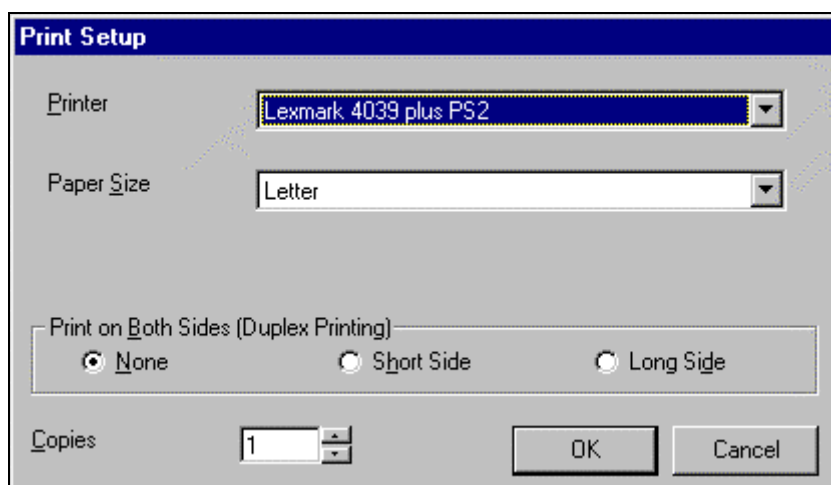 Print Setup
Printer
Lexmark 4039 plus PS2
Paper Size
Letter
Print on Both Sides (Duplex Printing)
None Short Side Long Side
Copies 1 OK Cancel